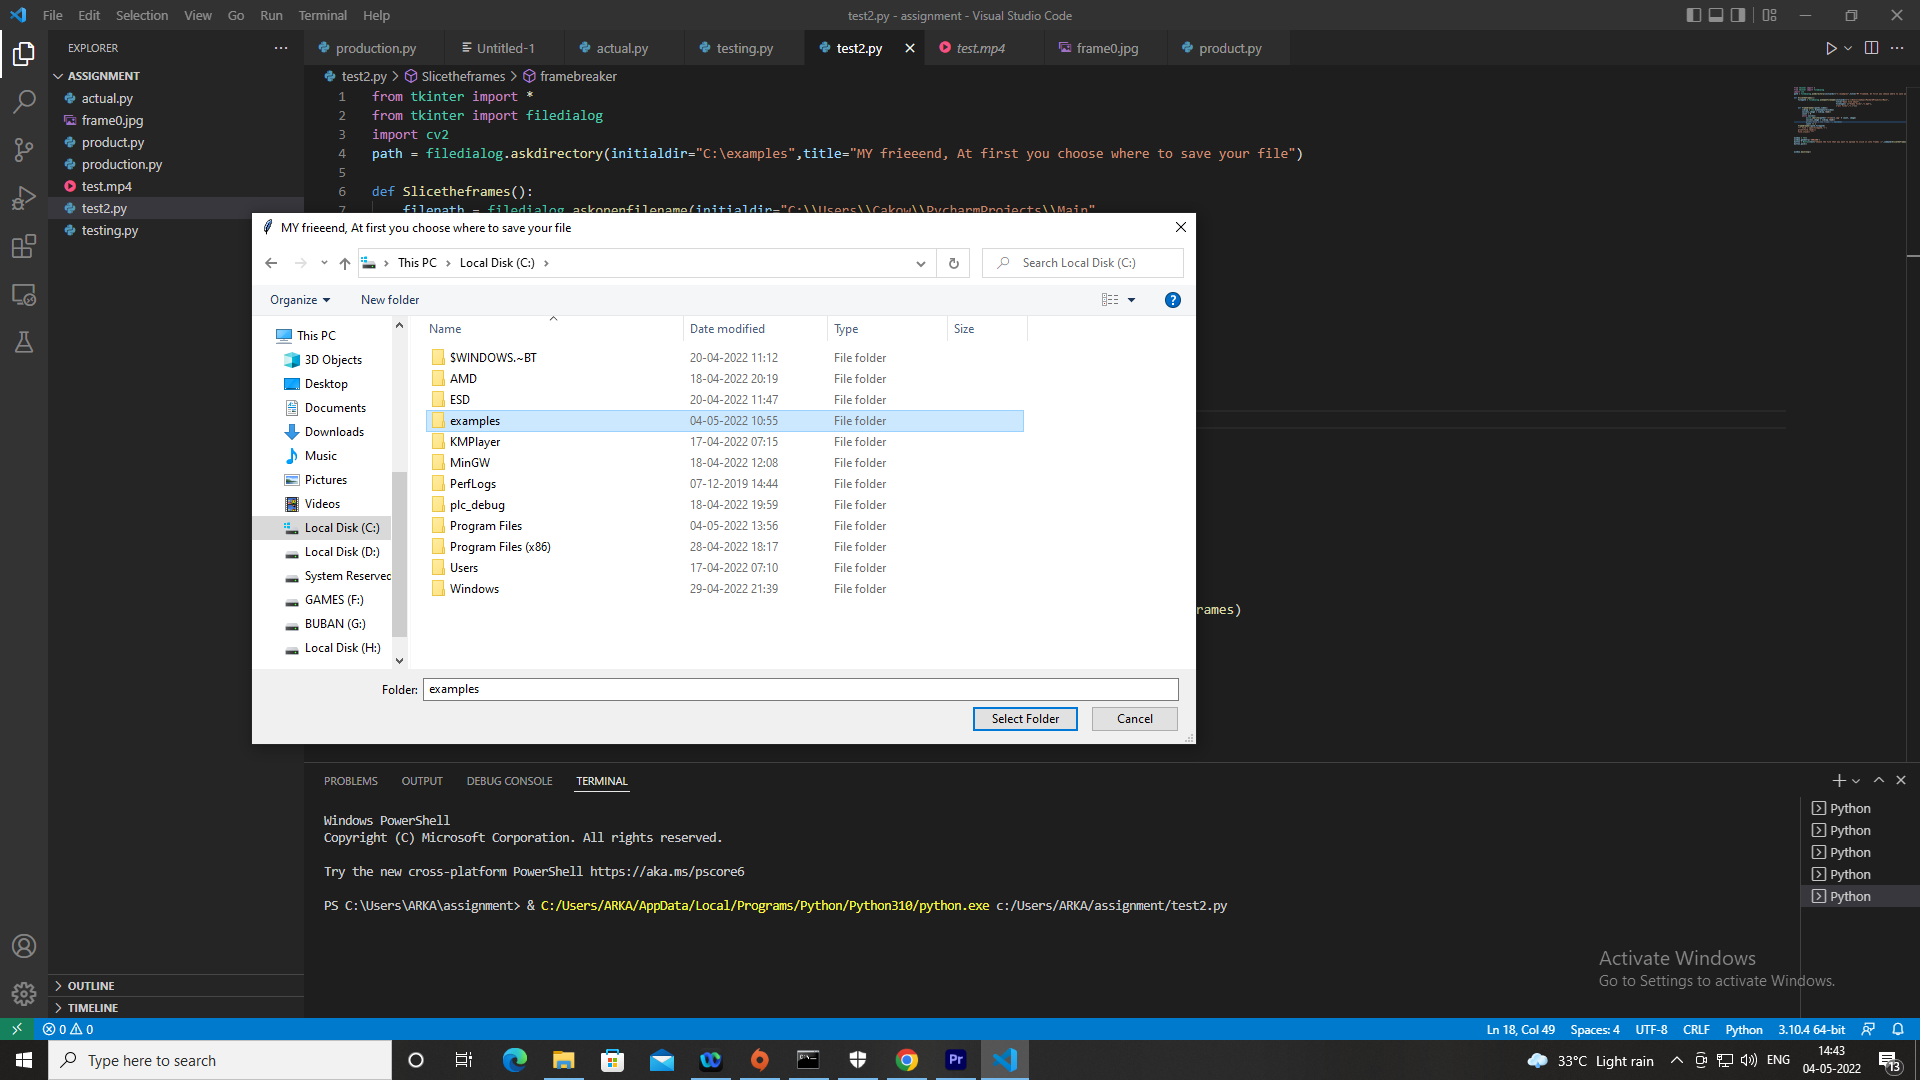 File Edit Selection View Go Run Terminal Help
test2.py - assignment - Visual Studio Code
EXPLORER
production.py
Untitled-1
actual.py
testing.py
test2.py
test.mp4
frame0.jpg
product.py
ASSIGNMENT
actual.py
frame0.jpg
product.py
production.py
test.mp4
test2.py
testing.py
test2.py > Slicetheframes > framebreaker
1 from tkinter import *
2 from tkinter import filedialog
3 import cv2
4 path = filedialog.askdirectory(initialdir="C:\examples",title="MY frieeend, At first you choose where to save your file")
5
6 def Slicetheframes():
7 filepath = filedialog.askopenfilename(initialdir="C:\\Users\\Cakow\\PycharmProjects\\Main"
rames)
MY frieeend, At first you choose where to save your file
This PC > Local Disk (C:) >
Search Local Disk (C:)
Organize
New folder
This PC
3D Objects
Desktop
Documents
Downloads
Music
Pictures
Videos
Local Disk (C:)
Local Disk (D:)
System Reserved
GAMES (F:)
BUBAN (G:)
Local Disk (H:)
Name Date modified Type Size
$WINDOWS.~BT 20-04-2022 11:12 File folder
AMD 18-04-2022 20:19 File folder
ESD 20-04-2022 11:47 File folder
examples 04-05-2022 10:55 File folder
KMPlayer 17-04-2022 07:15 File folder
MinGW 18-04-2022 12:08 File folder
PerfLogs 07-12-2019 14:44 File folder
plc_debug 18-04-2022 19:59 File folder
Program Files 04-05-2022 13:56 File folder
Program Files (x86) 28-04-2022 18:17 File folder
Users 17-04-2022 07:10 File folder
Windows 29-04-2022 21:39 File folder
Folder: examples
Select Folder
Cancel
PROBLEMS OUTPUT DEBUG CONSOLE TERMINAL
Windows PowerShell
Copyright (C) Microsoft Corporation. All rights reserved.
Try the new cross-platform PowerShell https://aka.ms/pscore6
PS C:\Users\ARKA\assignment> & C:/Users/ARKA/AppData/Local/Programs/Python/Python310/python.exe c:/Users/ARKA/assignment/test2.py
Python
Python
Python
Python
Python
Activate Windows
Go to Settings to activate Windows.
OUTLINE
TIMELINE
0 0
Ln 18, Col 49 Spaces: 4 UTF-8 CRLF Python 3.10.4 64-bit
Type here to search
Pr
33°C Light rain
ENG
14:43
04-05-2022
13